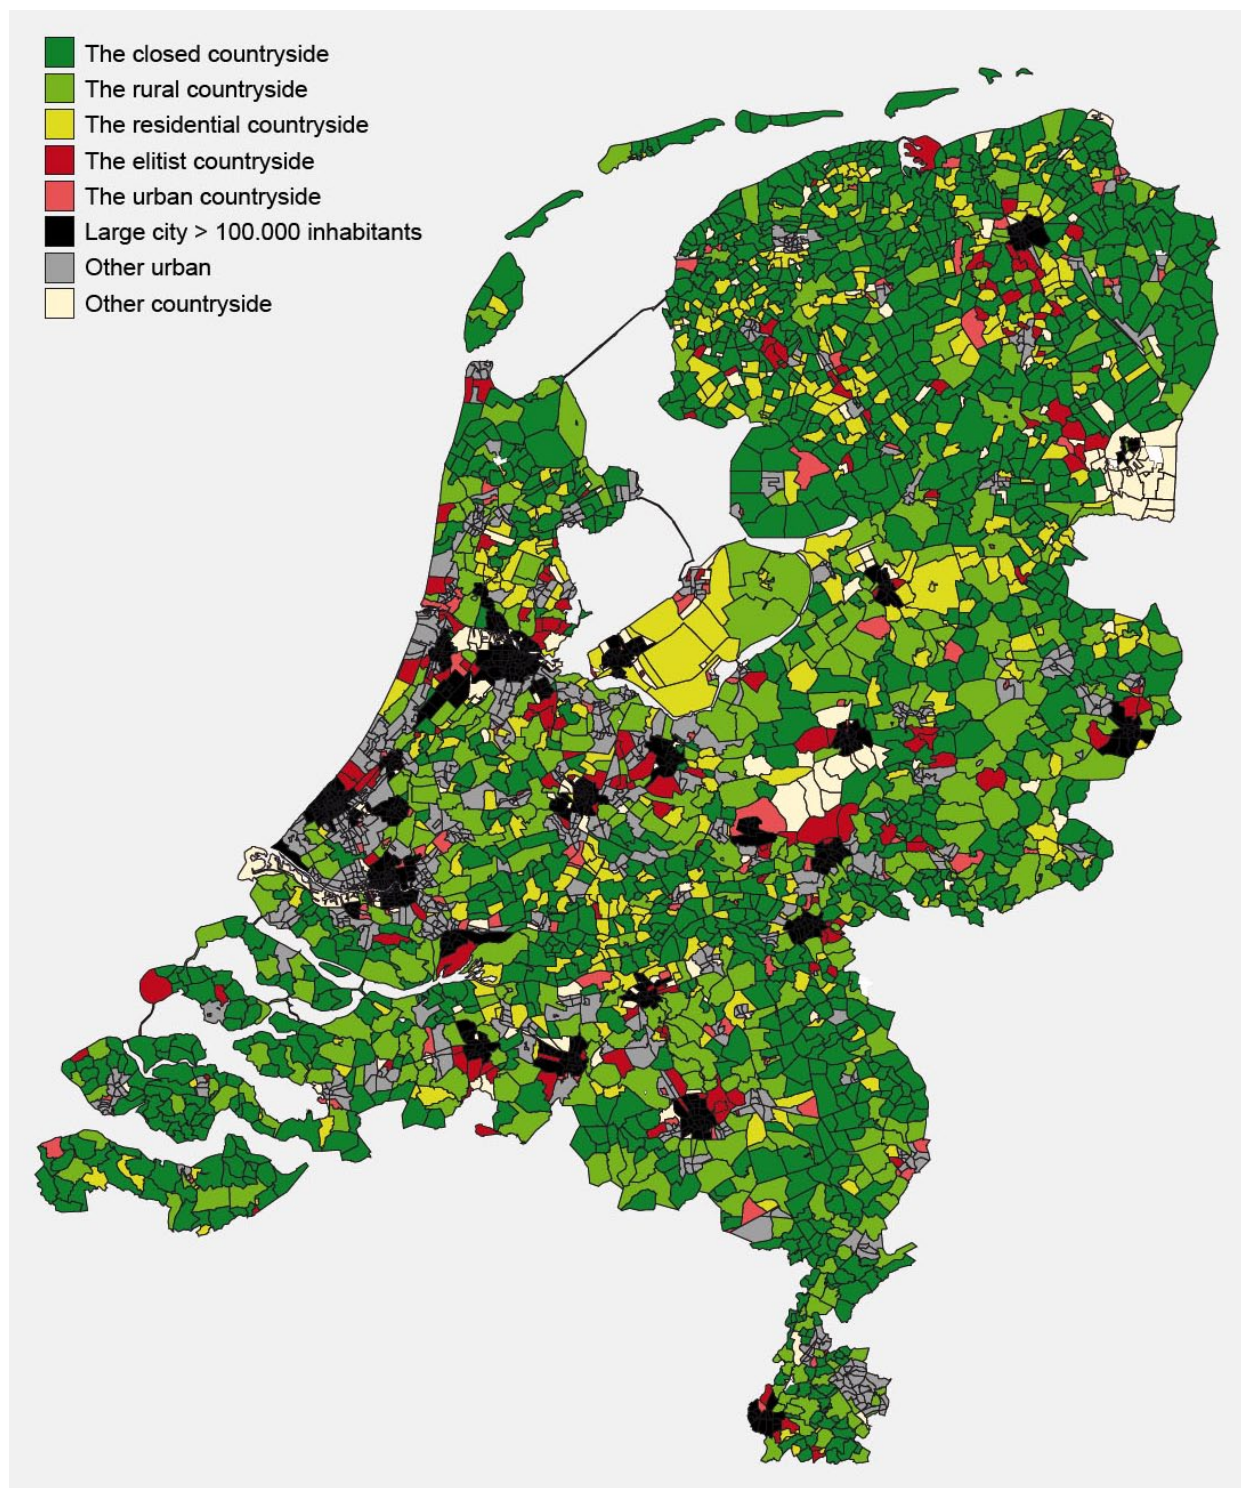 The closed countryside
The rural countryside
The residential countryside
The elitist countryside
The urban countryside
Large city > 100.000 inhabitants
Other urban
Other countryside